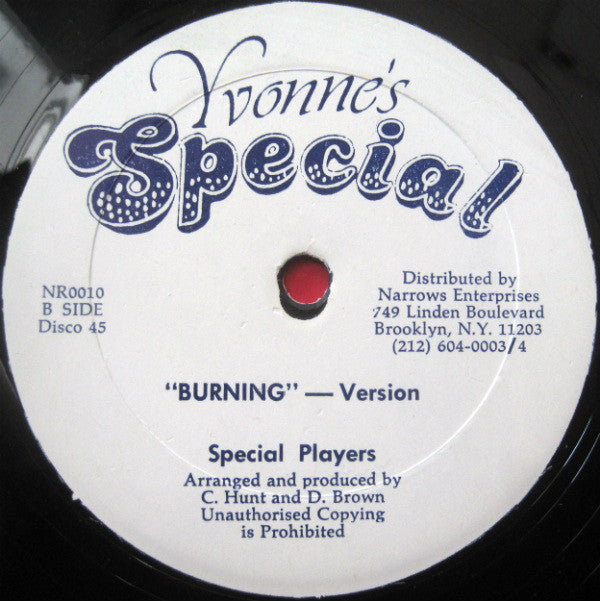 Yvonne's
Special
NR0010
B SIDE
Disco 45
Distributed by
Narrows Enterprises
749 Linden Boulevard
Brooklyn, N.Y. 11203
(212) 604-0003/4
"BURNING" — Version
Special Players
Arranged and produced by
C. Hunt and D. Brown
Unauthorised Copying
is Prohibited